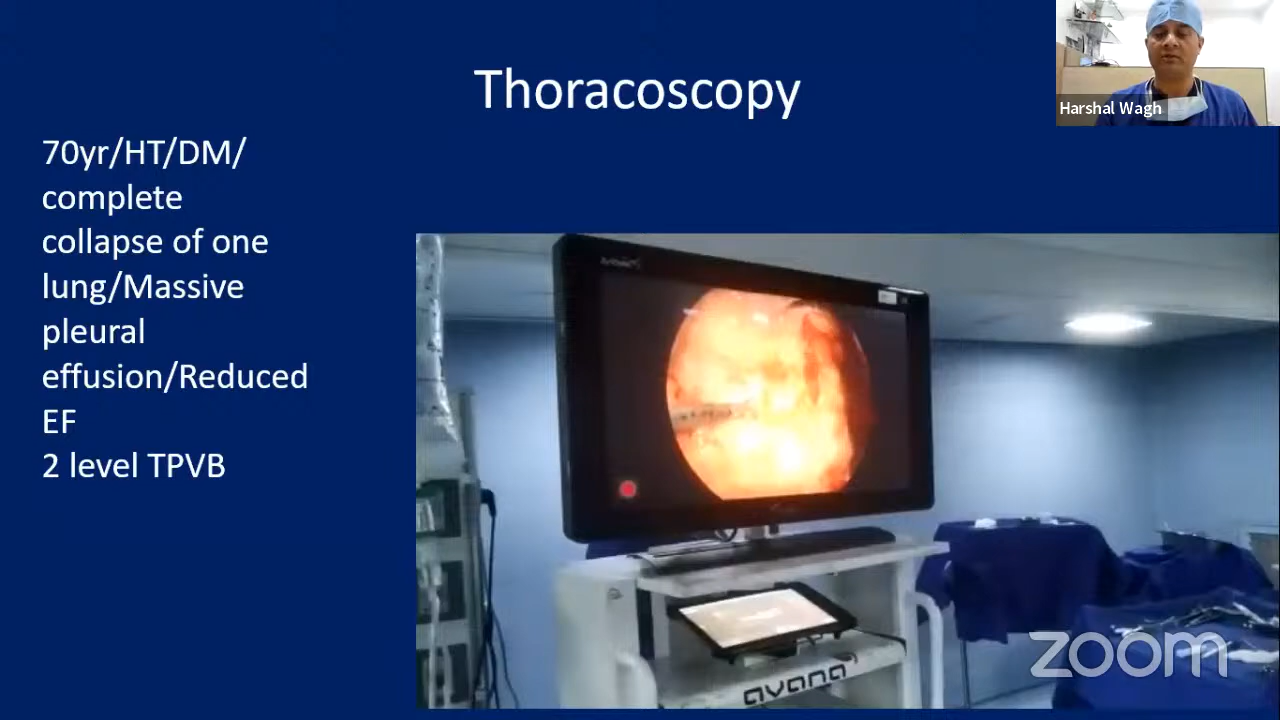 Thoracoscopy
Harshal Wagh
70yr/HT/DM/
complete
collapse of one
lung/Massive
pleural
effusion/Reduced
EF
2 level TPVB
avana
zoom